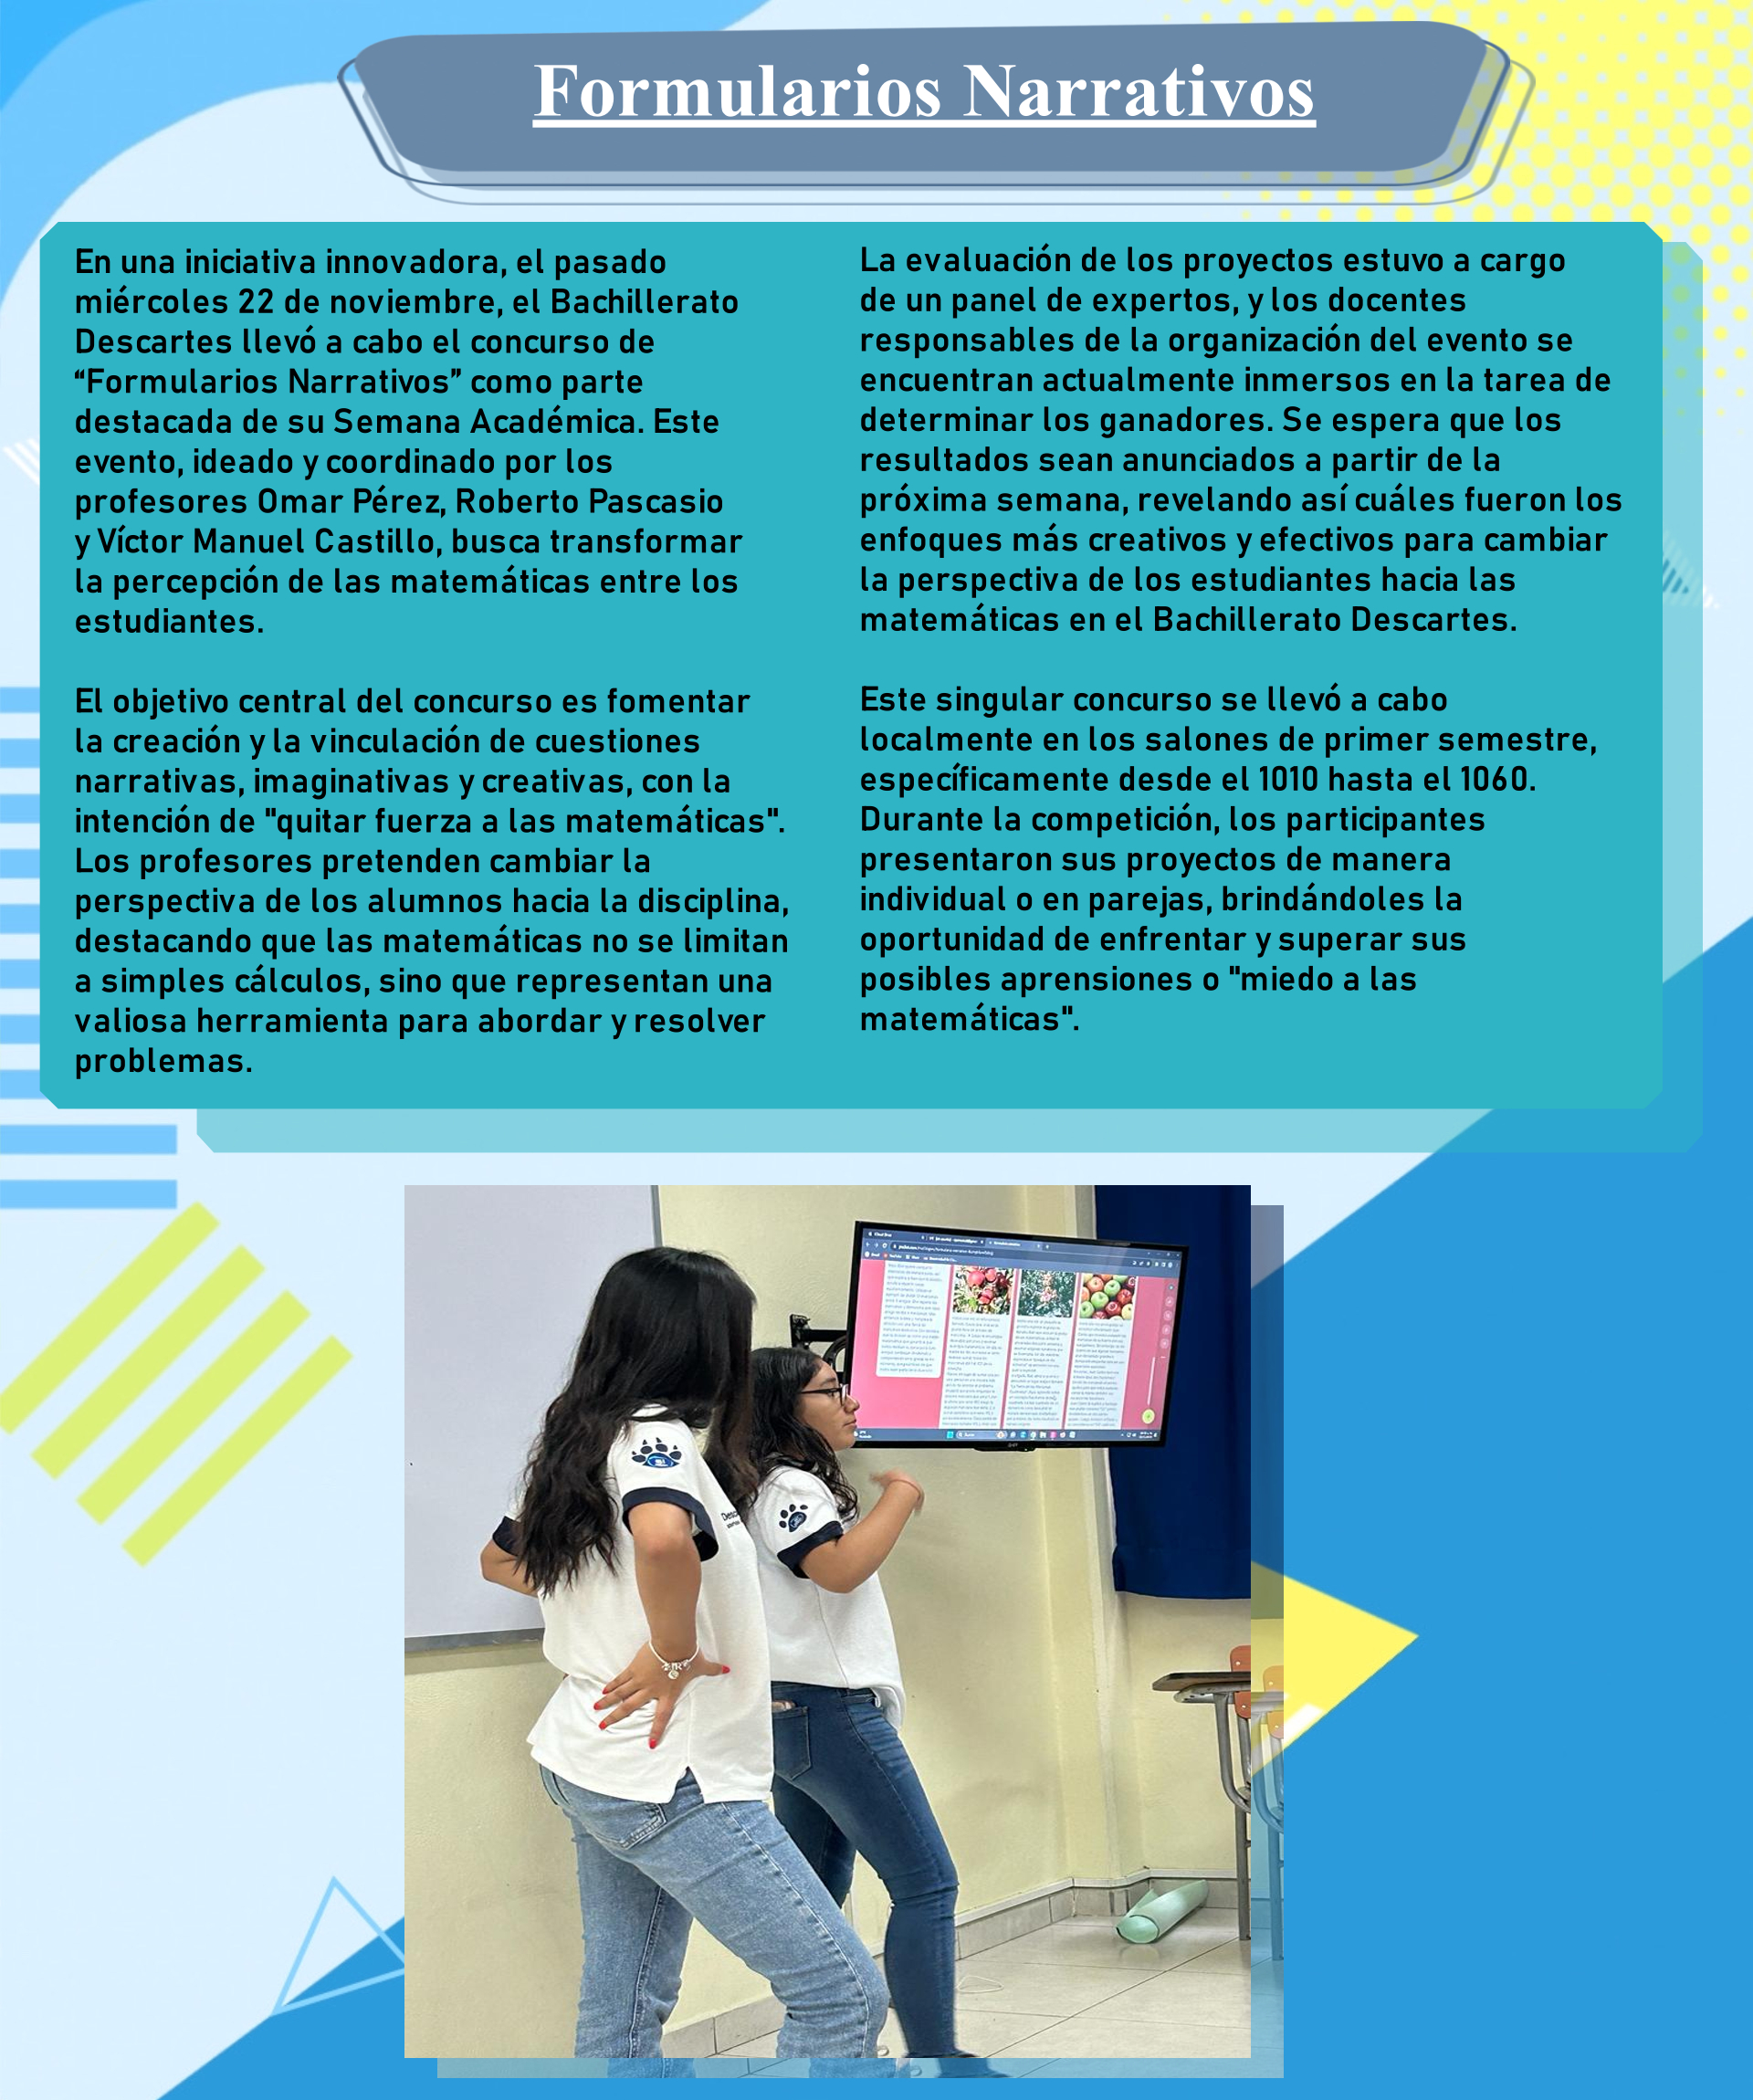 Formularios Narrativos
En una iniciativa innovadora, el pasado
miércoles 22 de noviembre, el Bachillerato
Descartes llevó a cabo el concurso de
“Formularios Narrativos” como parte
destacada de su Semana Académica. Este
evento, ideado y coordinado por los
profesores Omar Pérez, Roberto Pascasio
y Víctor Manuel Castillo, busca transformar
la percepción de las matemáticas entre los
estudiantes.
El objetivo central del concurso es fomentar
la creación y la vinculación de cuestiones
narrativas, imaginativas y creativas, con la
intención de "quitar fuerza a las matemáticas".
Los profesores pretenden cambiar la
perspectiva de los alumnos hacia la disciplina,
destacando que las matemáticas no se limitan
a simples cálculos, sino que representan una
valiosa herramienta para abordar y resolver
problemas.
La evaluación de los proyectos estuvo a cargo
de un panel de expertos, y los docentes
responsables de la organización del evento se
encuentran actualmente inmersos en la tarea de
determinar los ganadores. Se espera que los
resultados sean anunciados a partir de la
próxima semana, revelando así cuáles fueron los
enfoques más creativos y efectivos para cambiar
la perspectiva de los estudiantes hacia las
matemáticas en el Bachillerato Descartes.
Este singular concurso se llevó a cabo
localmente en los salones de primer semestre,
específicamente desde el 1010 hasta el 1060.
Durante la competición, los participantes
presentaron sus proyectos de manera
individual o en parejas, brindándoles la
oportunidad de enfrentar y superar sus
posibles aprensiones o "miedo a las
matemáticas".